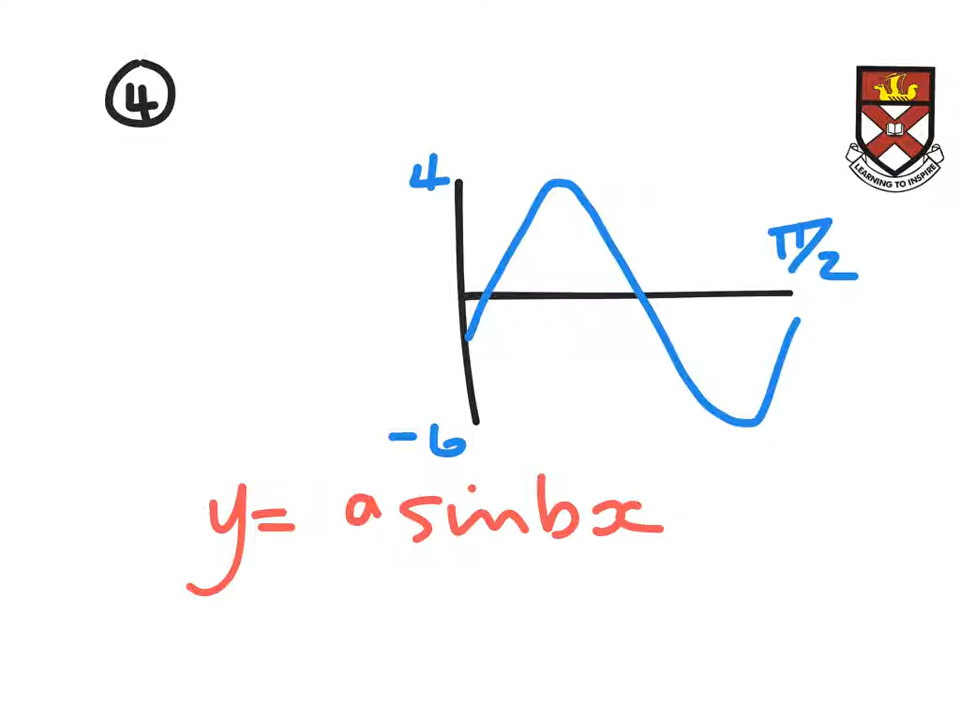 4
4
π/2
-6
y = a sin bx
LEARNING TO INSPIRE